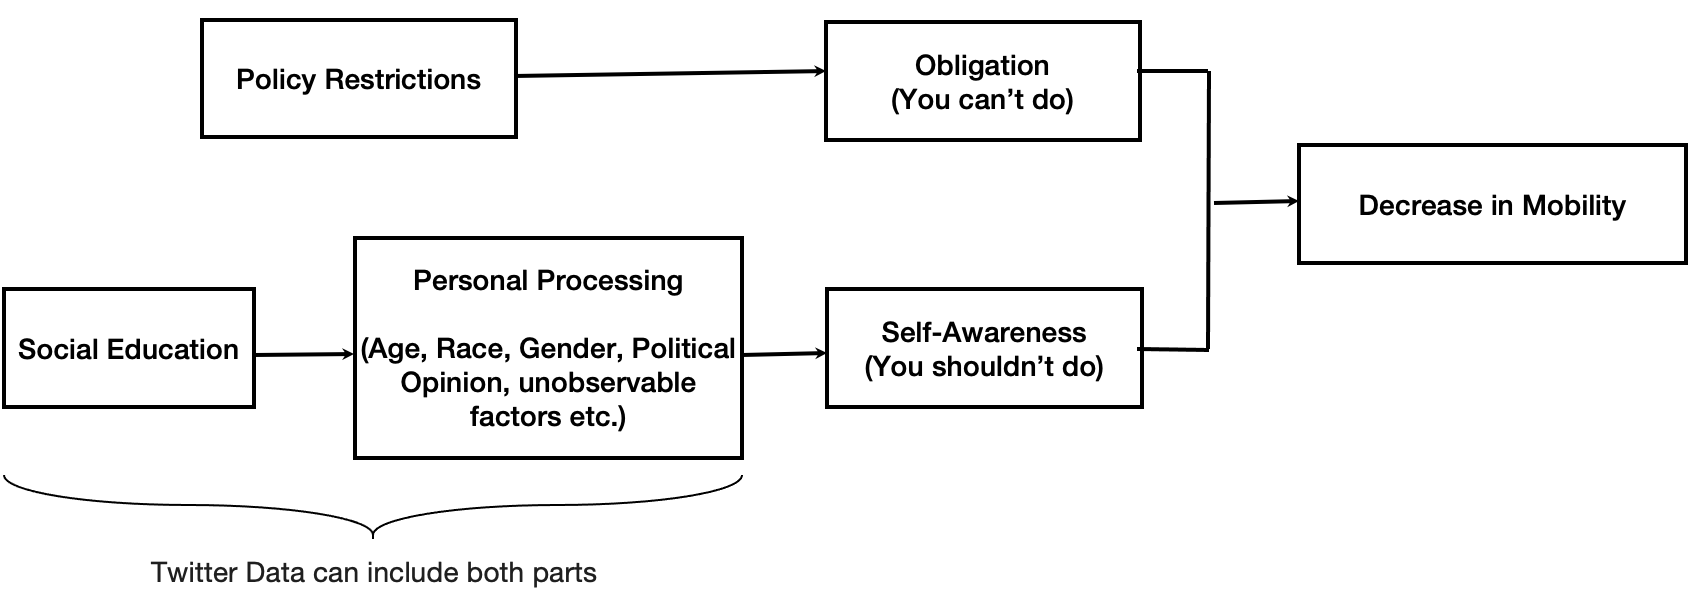 Policy Restrictions
Obligation
(You can’t do)
Decrease in Mobility
Social Education
Personal Processing
(Age, Race, Gender, Political
Opinion, unobservable
factors etc.)
Self-Awareness
(You shouldn’t do)
Twitter Data can include both parts